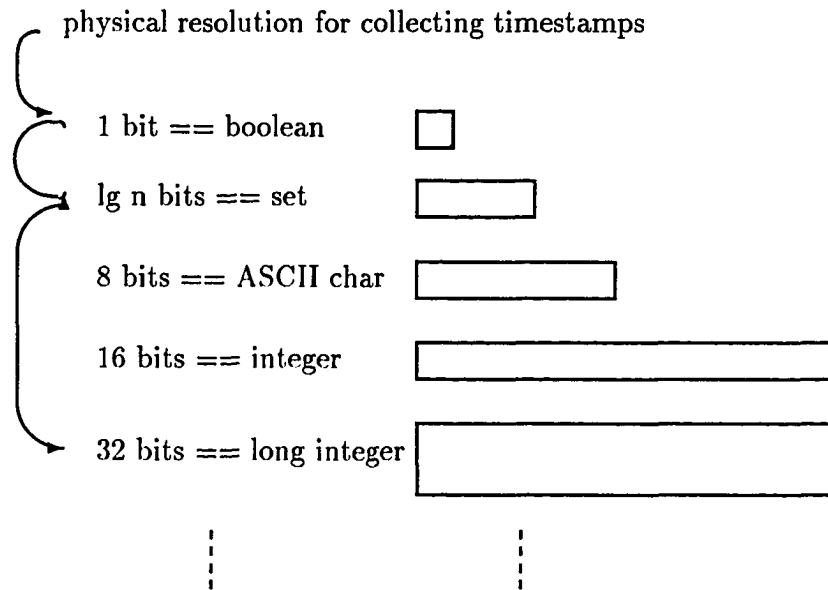 physical resolution for collecting timestamps
1 bit == boolean
lg n bits == set
8 bits == ASCII char
16 bits == integer
32 bits == long integer